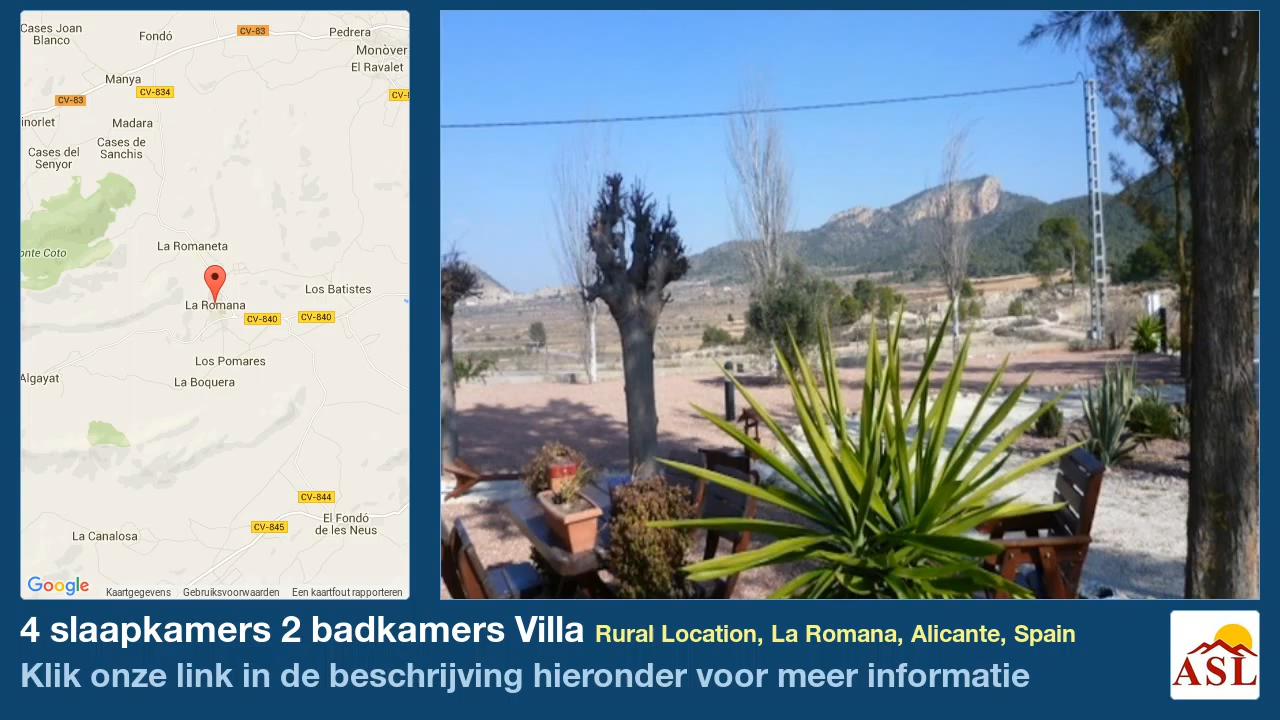 Cases Joan
Blanco
Fondó
CV-83
Pedrera
Monòver
El Ravalet
Manya
CV-834
CV-83
inorlet
Madara
Cases de
Sanchis
Cases del
Senyor
onte Coto
La Romaneta
La Romana
Los Batistes
CV-840
CV-840
Los Pomares
Algayat
La Boquera
CV-844
CV-845
El Fondó
de les Neus
La Canalosa
Google
Kaartgegevens
Gebruiksvoorwaarden
Een kaartfout rapporteren
4 slaapkamers 2 badkamers Villa Rural Location, La Romana, Alicante, Spain
Klik onze link in de beschrijving hieronder voor meer informatie
ASL